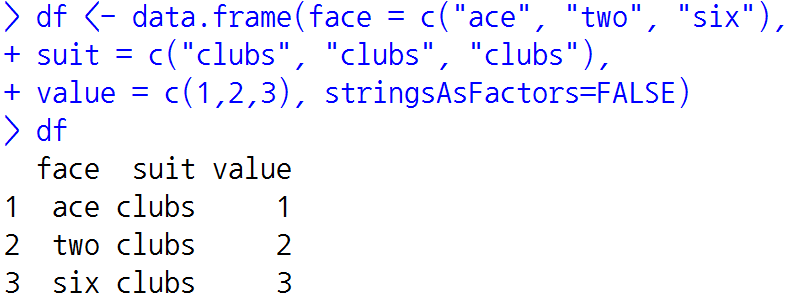 > df <- data.frame(face = c("ace", "two", "six"),
+ suit = c("clubs", "clubs", "clubs"),
+ value = c(1,2,3), stringsAsFactors=FALSE)
> df
  face  suit value
1  ace clubs     1
2  two clubs     2
3  six clubs     3